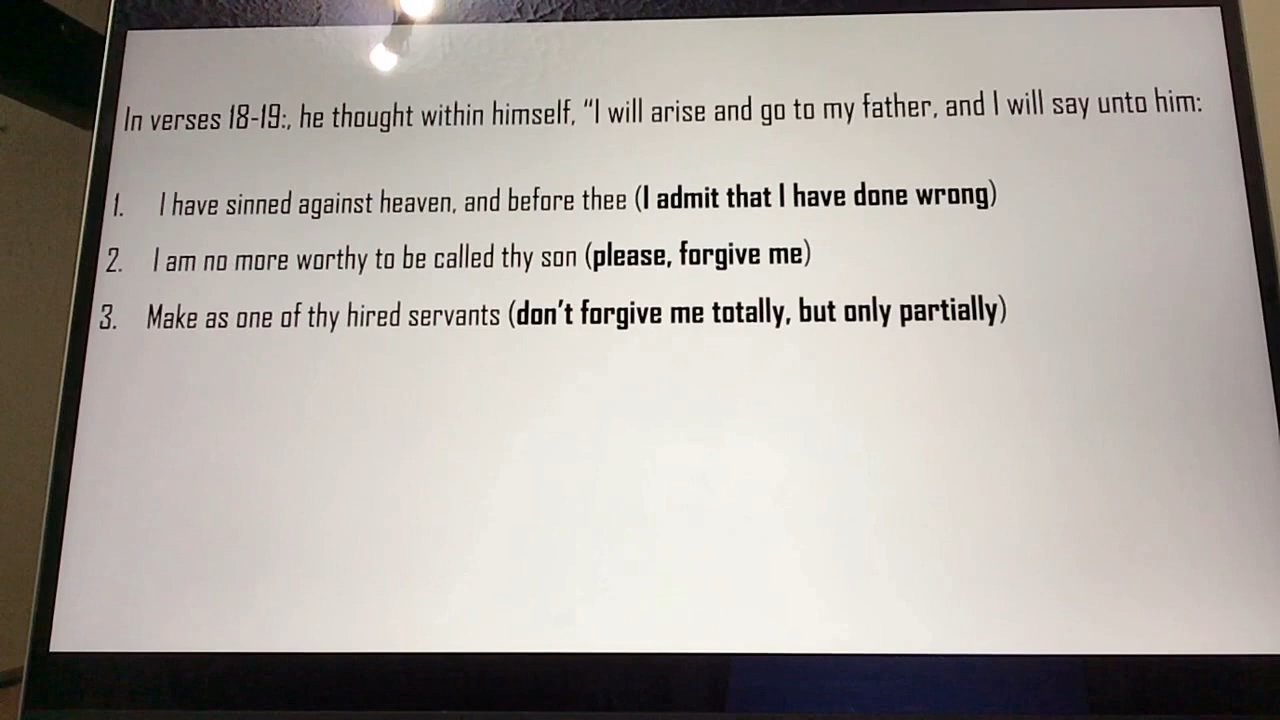 In verses 18-19:, he thought within himself, “I will arise and go to my father, and I will say unto him:
1. I have sinned against heaven, and before thee (I admit that I have done wrong)
2. I am no more worthy to be called thy son (please, forgive me)
3. Make as one of thy hired servants (don’t forgive me totally, but only partially)